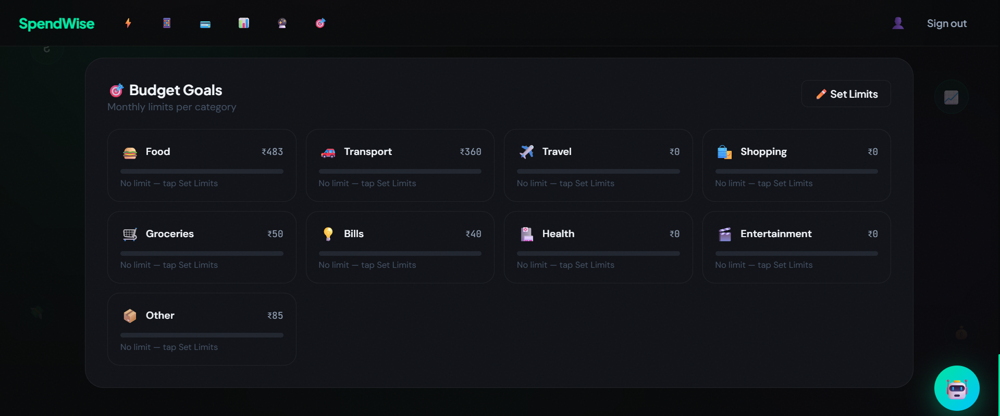 SpendWise
Sign out
Budget Goals
Set Limits
Monthly limits per category
Food ₹483
No limit — tap Set Limits
Transport ₹360
No limit — tap Set Limits
Travel ₹0
No limit — tap Set Limits
Shopping ₹0
No limit — tap Set Limits
Groceries ₹50
No limit — tap Set Limits
Bills ₹40
No limit — tap Set Limits
Health ₹0
No limit — tap Set Limits
Entertainment ₹0
No limit — tap Set Limits
Other ₹85
No limit — tap Set Limits